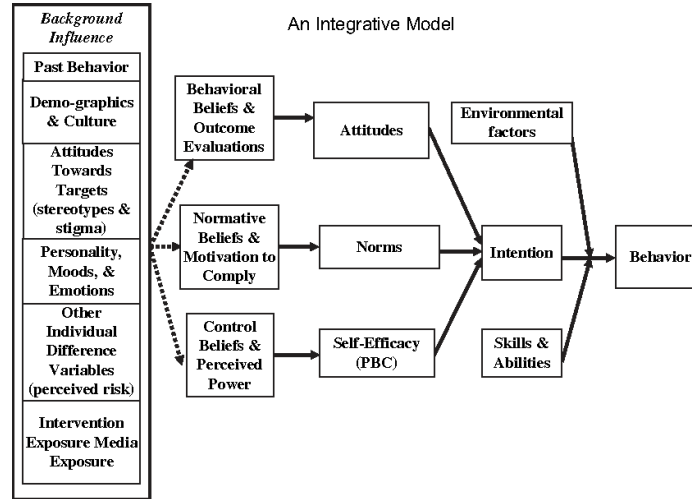 Background
Influence
An Integrative Model
Past Behavior
Demo-graphics
& Culture
Attitudes
Towards
Targets
(stereotypes &
stigma)
Personality,
Moods, &
Emotions
Other
Individual
Difference
Variables
(perceived risk)
Intervention
Exposure Media
Exposure
Behavioral
Beliefs &
Outcome
Evaluations
Normative
Beliefs &
Motivation to
Comply
Control
Beliefs &
Perceived
Power
Attitudes
Norms
Self-Efficacy
(PBC)
Environmental
factors
Intention
Skills &
Abilities
Behavior